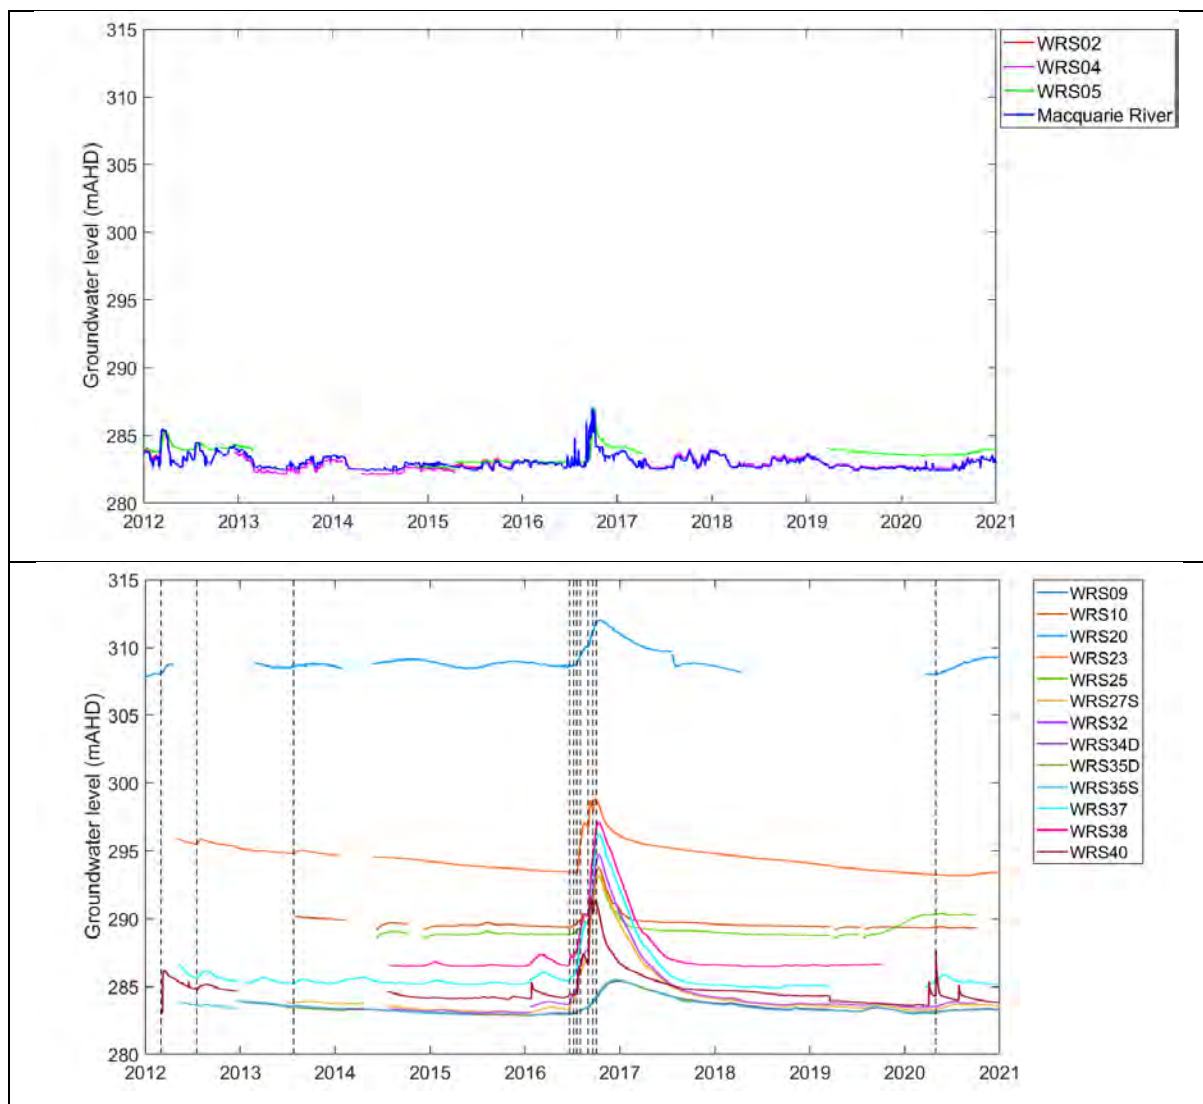 315
310
305
300
295
290
285
280
Groundwater level (mAHD)
2012 2013 2014 2015 2016 2017 2018 2019 2020 2021
WRS02
WRS04
WRS05
Macquarie River
315
310
305
300
295
290
285
280
Groundwater level (mAHD)
2012 2013 2014 2015 2016 2017 2018 2019 2020 2021
WRS09
WRS10
WRS20
WRS23
WRS25
WRS27S
WRS32
WRS34D
WRS35D
WRS35S
WRS37
WRS38
WRS40